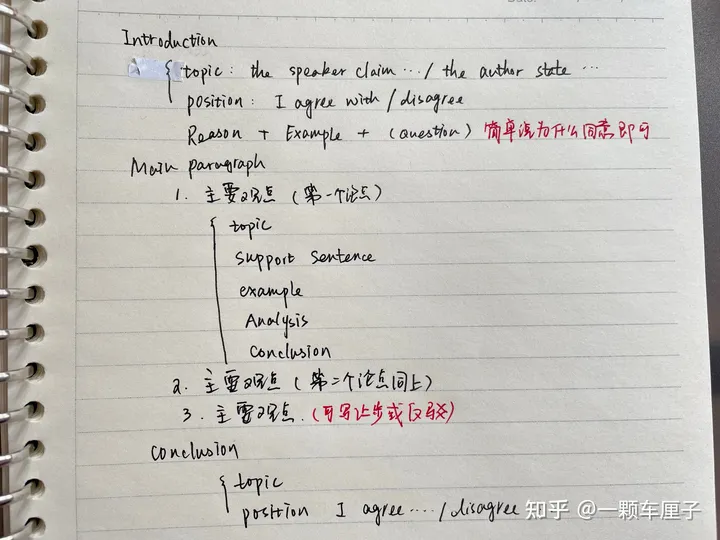 Introduction
topic : the speaker claim ... / the author state ...
position : I agree with / disagree
Reason + Example + (question) 简单说为什么同意即可
Main paragraph
1. 主要观点 (第一个论点)
topic
support sentence
example
Analysis
Conclusion
2. 主要观点 (第二个论点同上)
3. 主要观点. (可写让步或反驳)
Conclusion
topic
position I agree .... / disagree
知乎 @一颗车厘子